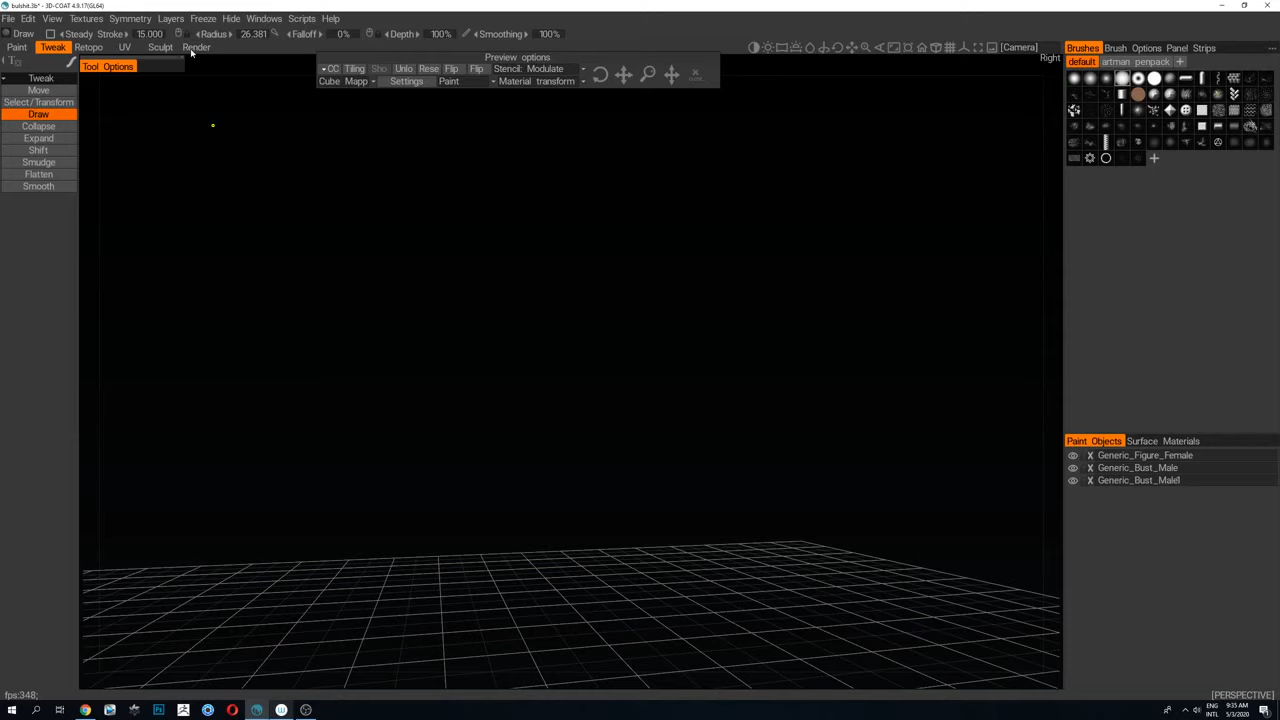 bulshit.3b* - 3D-COAT 4.9.17(GL64)
File Edit View Textures Symmetry Layers Freeze Hide Windows Scripts Help
Draw Steady Stroke 15.000 Radius 26.381 Falloff 0% Depth 100% Smoothing 100%
Paint Tweak Retopo UV Sculpt Render [Camera] Brushes Brush Options Panel Strips
Preview options Right
Tool Options default artman penpack
CC Tiling Sho Unfo Rese Flip Flip Stencil: Modulate
Cube Mapp Settings Paint Material transform
Tweak
Move
Select/Transform
Draw
Collapse
Expand
Shift
Smudge
Flatten
Smooth
Paint Objects Surface Materials
X Generic_Figure_Female
X Generic_Bust_Male
X Generic_Bust_Male1
fps:348; [PERSPECTIVE]
ENG 9:35 AM
INTL 5/3/2020